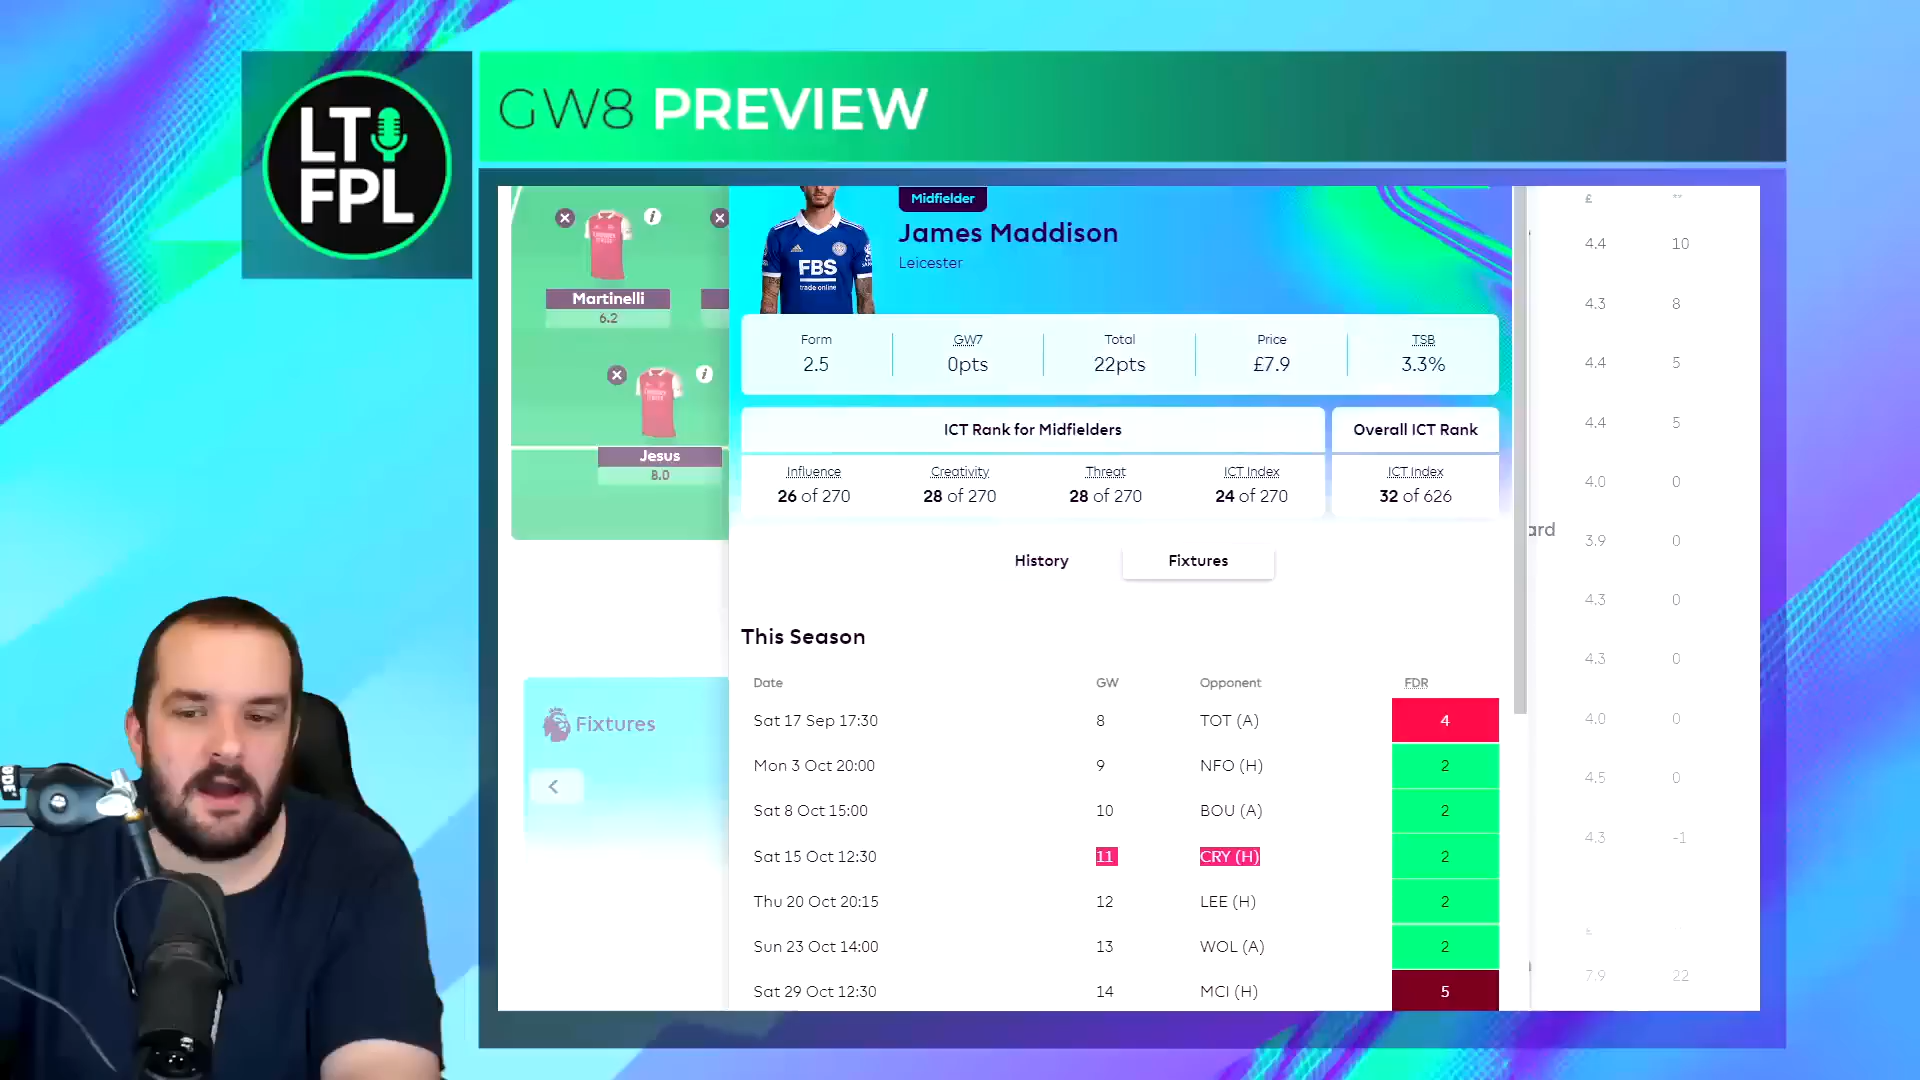 LT
FPL
GW8 PREVIEW
Martinelli
6.2
Jesus
8.0
Fixtures
Midfielder
James Maddison
Leicester
FBS
trade online
Form GW7 Total Price TSB
2.5 0pts 22pts £7.9 3.3%
ICT Rank for Midfielders Overall ICT Rank
Influence Creativity Threat ICT Index ICT Index
26 of 270 28 of 270 28 of 270 24 of 270 32 of 626
History Fixtures
This Season
Date GW Opponent FDR
Sat 17 Sep 17:30 8 TOT (A) 4
Mon 3 Oct 20:00 9 NFO (H) 2
Sat 8 Oct 15:00 10 BOU (A) 2
Sat 15 Oct 12:30 11 CRY (H) 2
Thu 20 Oct 20:15 12 LEE (H) 2
Sun 23 Oct 14:00 13 WOL (A) 2
Sat 29 Oct 12:30 14 MCI (H) 5
£ **
4.4 10
4.3 8
4.4 5
4.4 5
4.0 0
ard
3.9 0
4.3 0
4.3 0
4.0 0
4.5 0
4.3 -1
7.9 22